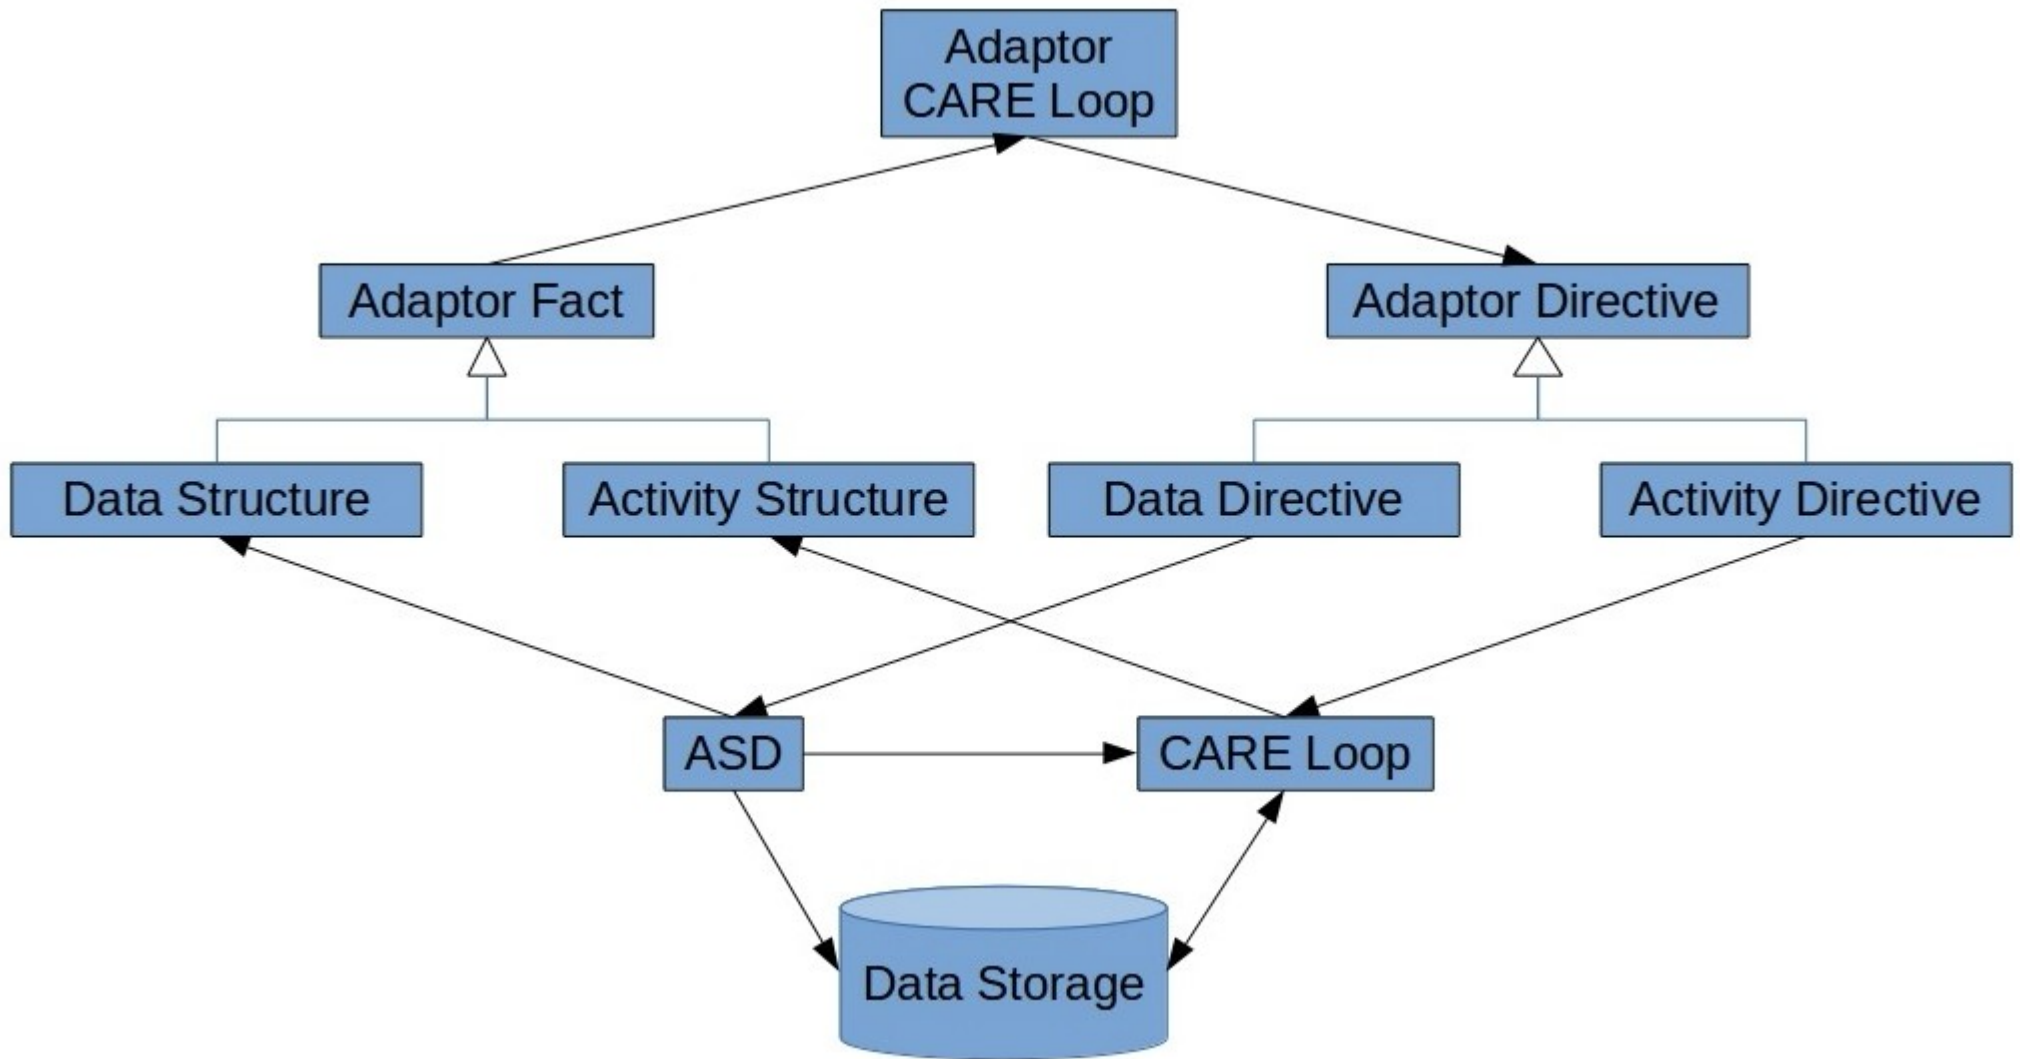 Adaptor
CARE Loop
Adaptor Fact
Adaptor Directive
Data Structure
Activity Structure
Data Directive
Activity Directive
ASD
CARE Loop
Data Storage